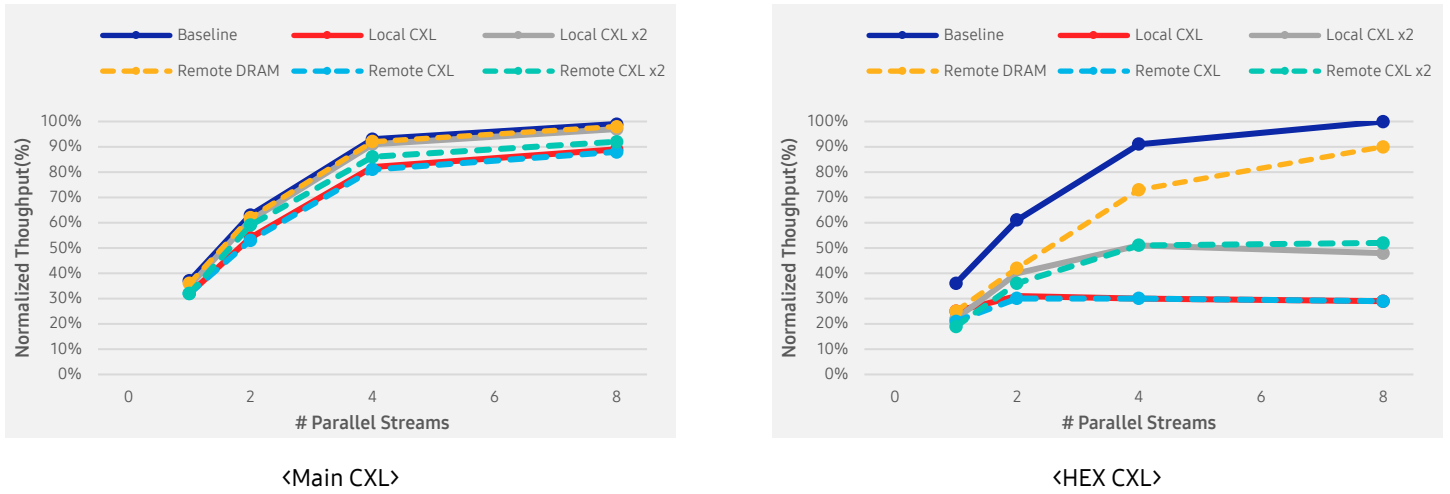 Baseline
Local CXL
Local CXL x2
Remote DRAM
Remote CXL
Remote CXL x2
Normalized Thoughput(%)
100%
90%
80%
70%
60%
50%
40%
30%
20%
10%
0%
0 2 4 6 8
# Parallel Streams
<Main CXL>
Baseline
Local CXL
Local CXL x2
Remote DRAM
Remote CXL
Remote CXL x2
Normalized Thoughput(%)
100%
90%
80%
70%
60%
50%
40%
30%
20%
10%
0%
0 2 4 6 8
# Parallel Streams
<HEX CXL>